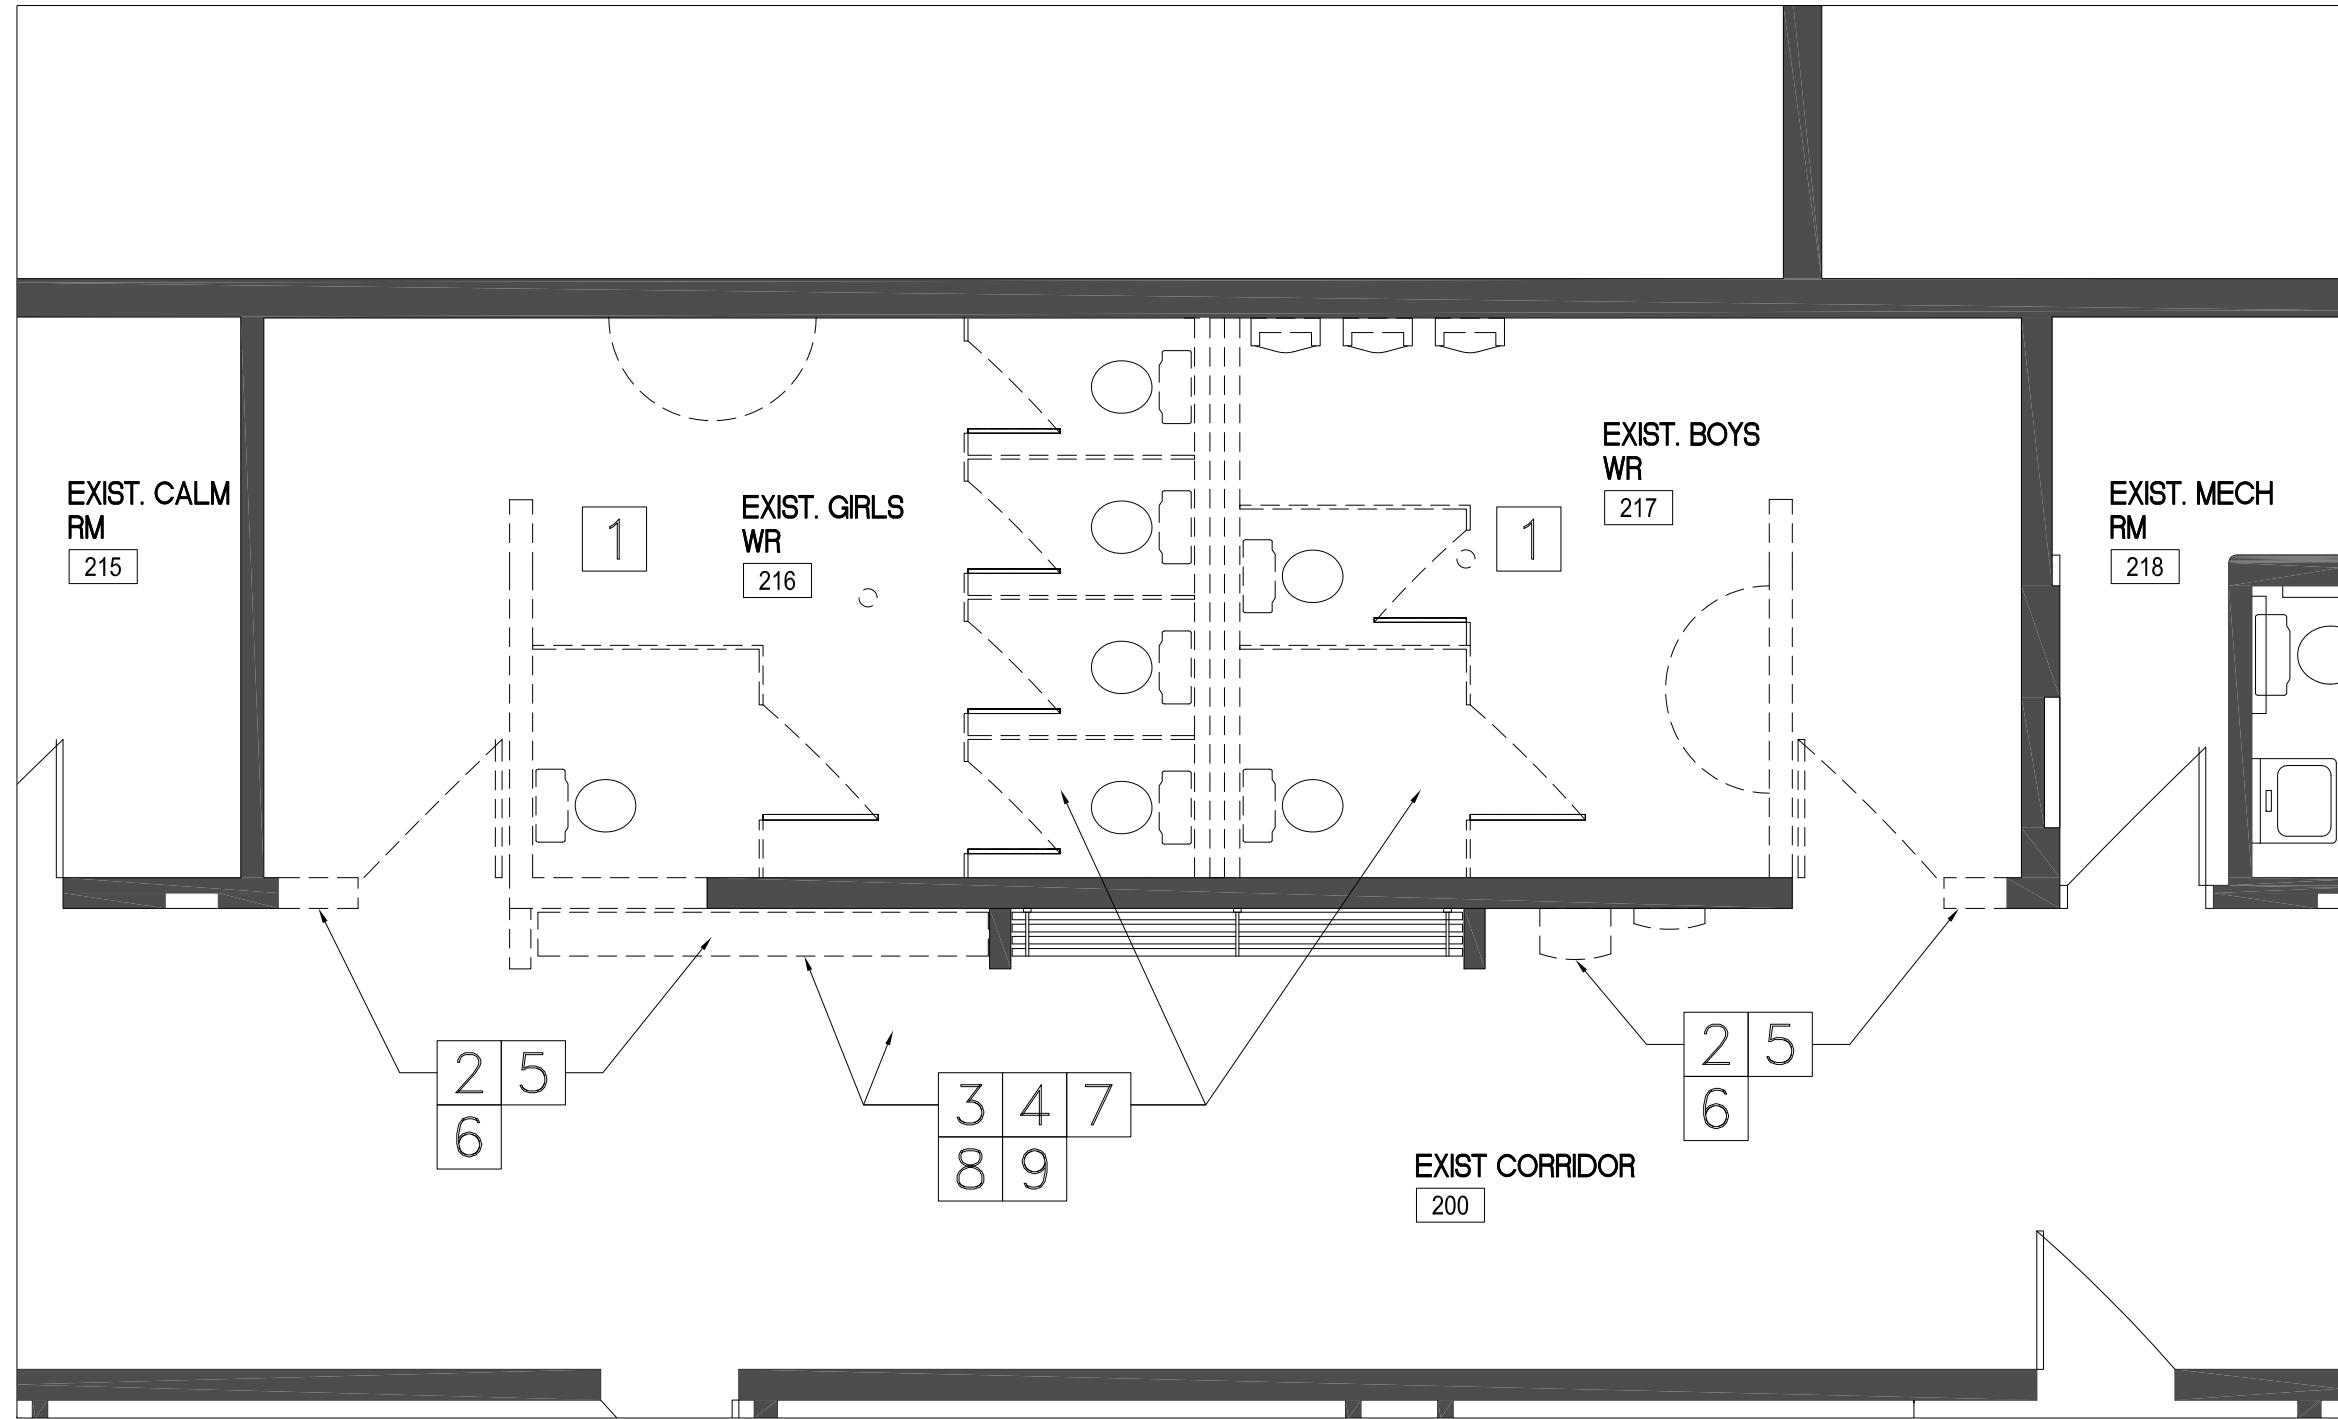 EXIST. CALM
RM
215
1
EXIST. GIRLS
WR
216
EXIST. BOYS
WR
217
1
EXIST. MECH
RM
218
2 5
6
3 4 7
8 9
2 5
6
EXIST CORRIDOR
200